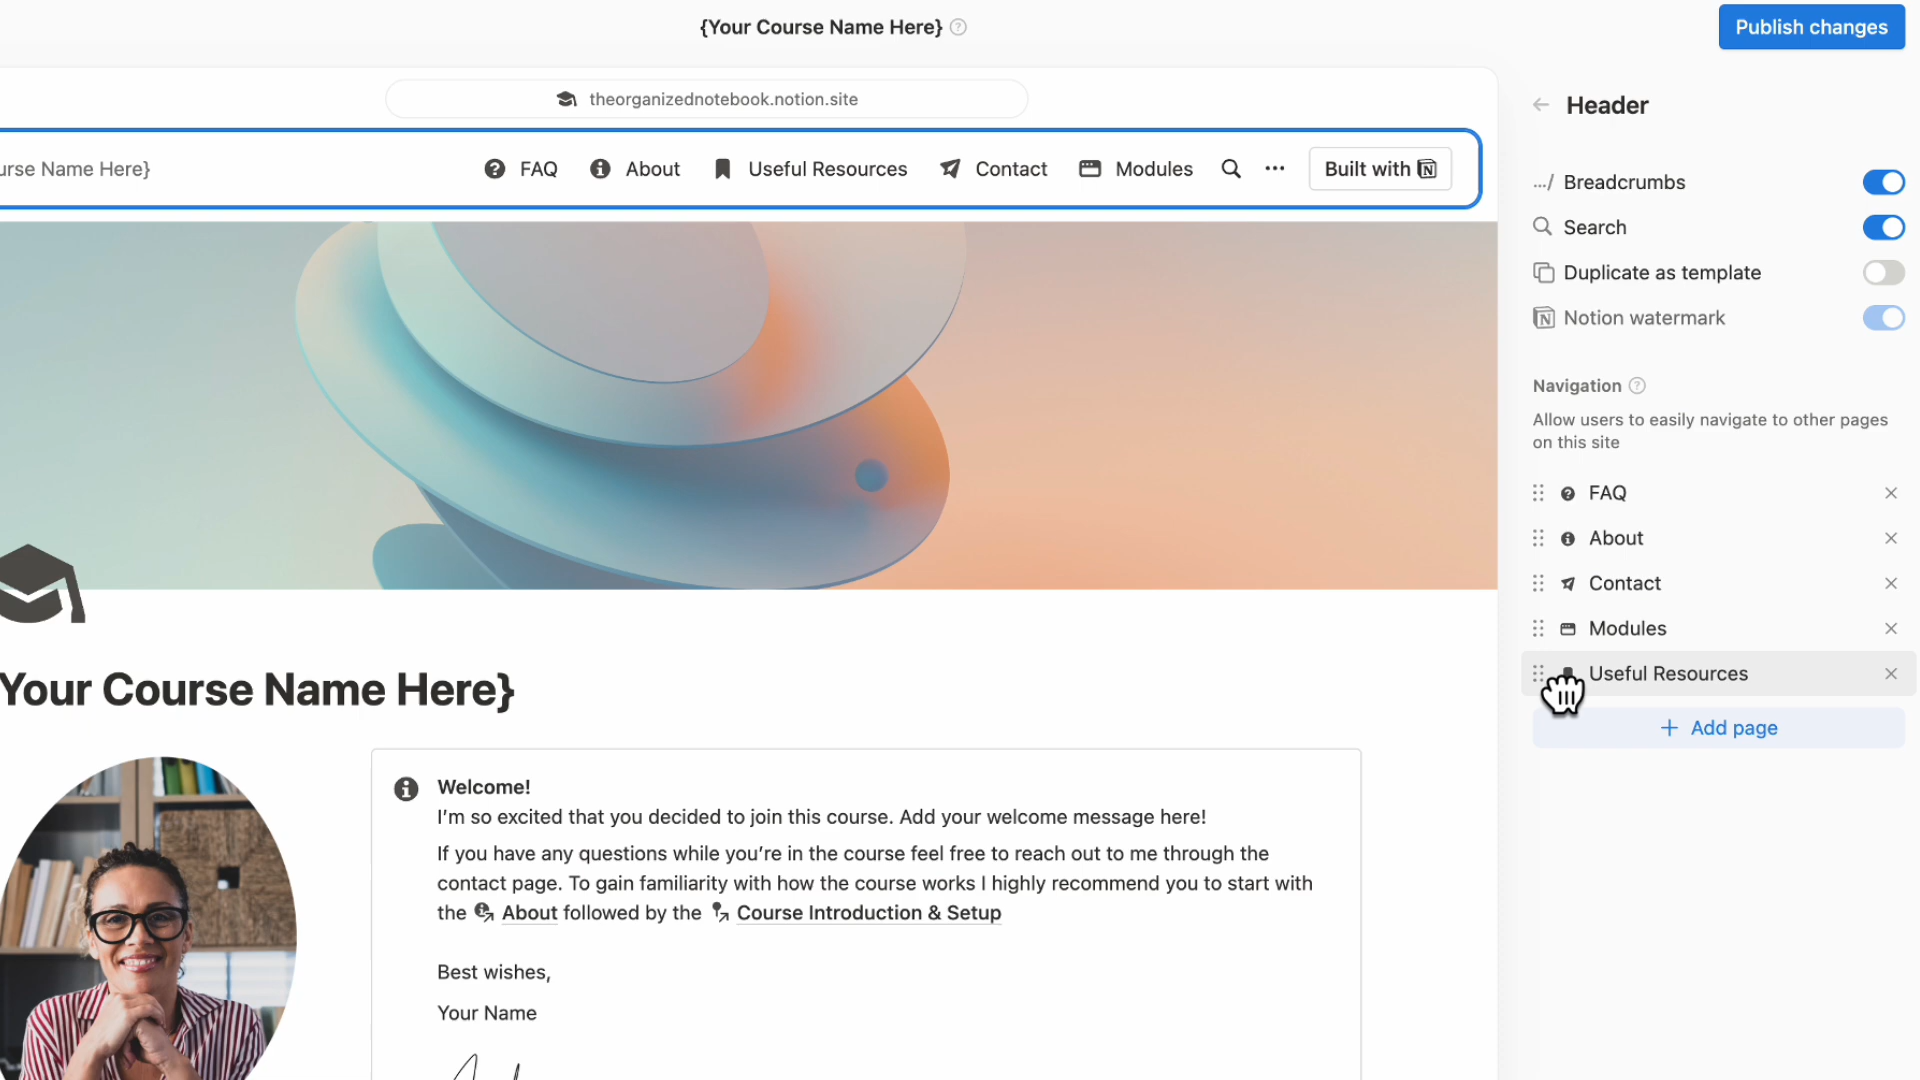 {Your Course Name Here}
Publish changes
theorganizednotebook.notion.site
urse Name Here}
FAQ
About
Useful Resources
Contact
Modules
Built with
Your Course Name Here}
Welcome!
I'm so excited that you decided to join this course. Add your welcome message here!
If you have any questions while you're in the course feel free to reach out to me through the
contact page. To gain familiarity with how the course works I highly recommend you to start with
the About followed by the Course Introduction & Setup
Best wishes,
Your Name
Header
Breadcrumbs
Search
Duplicate as template
Notion watermark
Navigation
Allow users to easily navigate to other pages
on this site
FAQ
About
Contact
Modules
Useful Resources
+ Add page